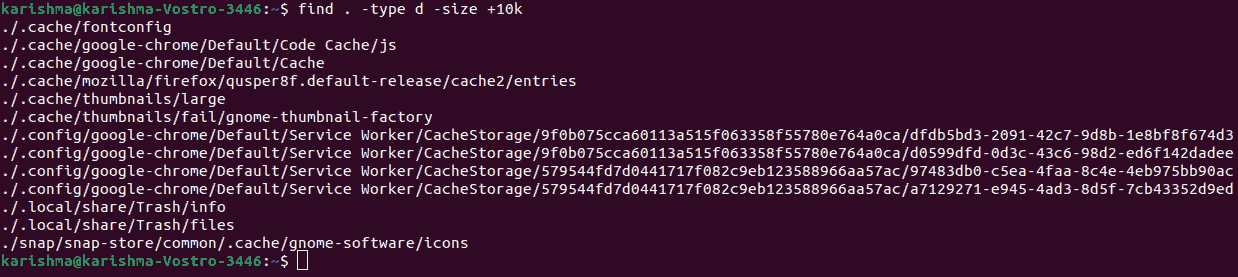 karishma@karishma-Vostro-3446:~$ find . -type d -size +10k
./.cache/fontconfig
./.cache/google-chrome/Default/Code Cache/js
./.cache/google-chrome/Default/Cache
./.cache/mozilla/firefox/qusper8f.default-release/cache2/entries
./.cache/thumbnails/large
./.cache/thumbnails/fail/gnome-thumbnail-factory
./.config/google-chrome/Default/Service Worker/CacheStorage/9f0b075cca60113a515f063358f55780e764a0ca/dfdb5bd3-2091-42c7-9d8b-1e8bf8f674d3
./.config/google-chrome/Default/Service Worker/CacheStorage/9f0b075cca60113a515f063358f55780e764a0ca/d0599dfd-0d3c-43c6-98d2-ed6f142dadee
./.config/google-chrome/Default/Service Worker/CacheStorage/579544fd7d0441717f082c9eb123588966aa57ac/97483db0-c5ea-4faa-8c4e-4eb975bb90ac
./.config/google-chrome/Default/Service Worker/CacheStorage/579544fd7d0441717f082c9eb123588966aa57ac/a7129271-e945-4ad3-8d5f-7cb43352d9ed
./.local/share/Trash/info
./.local/share/Trash/files
./snap/snap-store/common/.cache/gnome-software/icons
karishma@karishma-Vostro-3446:~$